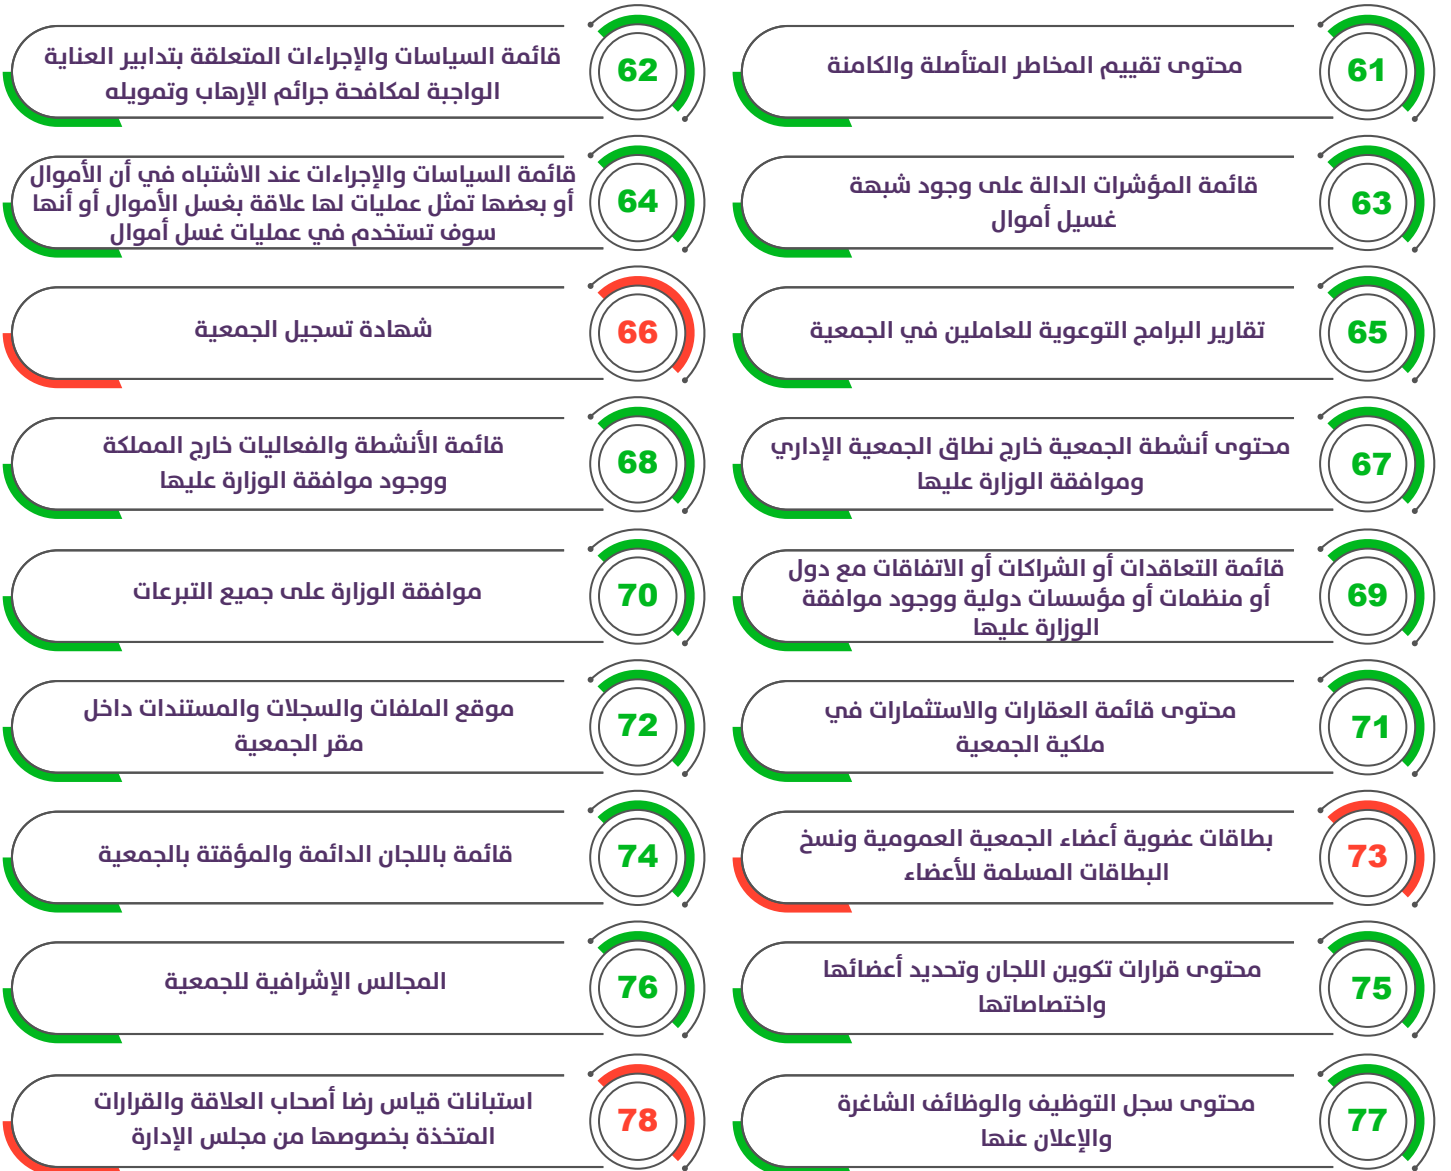 61
محتوى تقييم المخاطر المتأصلة والكامنة
62
قائمة السياسات والإجراءات المتعلقة بتدابير العناية
الواجبة لمكافحة جرائم الإرهاب وتمويله
63
قائمة المؤشرات الدالة على وجود شبهة
غسيل أموال
64
قائمة السياسات والإجراءات عند الاشتباه في أن الأموال
أو بعضها تمثل عمليات لها علاقة بغسل الأموال أو أنها
سوف تستخدم في عمليات غسل أموال
65
تقارير البرامج التوعوية للعاملين في الجمعية
66
شهادة تسجيل الجمعية
67
محتوى أنشطة الجمعية خارج نطاق الجمعية الإداري
وموافقة الوزارة عليها
68
قائمة الأنشطة والفعاليات خارج المملكة
ووجود موافقة الوزارة عليها
69
قائمة التعاقدات أو الشراكات أو الاتفاقات مع دول
أو منظمات أو مؤسسات دولية ووجود موافقة
الوزارة عليها
70
موافقة الوزارة على جميع التبرعات
71
محتوى قائمة العقارات والاستثمارات في
ملكية الجمعية
72
موقع الملفات والسجلات والمستندات داخل
مقر الجمعية
73
بطاقات عضوية أعضاء الجمعية العمومية ونسخ
البطاقات المسلمة للأعضاء
74
قائمة باللجان الدائمة والمؤقتة بالجمعية
75
محتوى قرارات تكوين اللجان وتحديد أعضائها
واختصاصاتها
76
المجالس الإشرافية للجمعية
77
محتوى سجل التوظيف والوظائف الشاغرة
والإعلان عنها
78
استبانات قياس رضا أصحاب العلاقة والقرارات
المتخذة بخصوصها من مجلس الإدارة